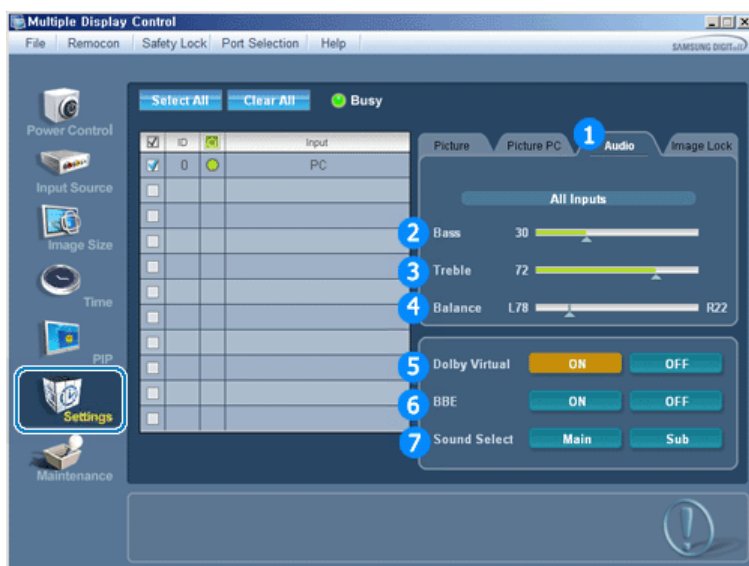 Multiple Display Control
File Remocon Safety Lock Port Selection Help SAMSUNG DIGITall
Select All Clear All Busy
Power Control
Input Source
Image Size
Time
PIP
Settings
Maintenance
ID Input
0 PC
Picture Picture PC 1 Audio Image Lock
All Inputs
2 Bass 30
3 Treble 72
4 Balance L78 R22
5 Dolby Virtual ON OFF
6 BBE ON OFF
7 Sound Select Main Sub